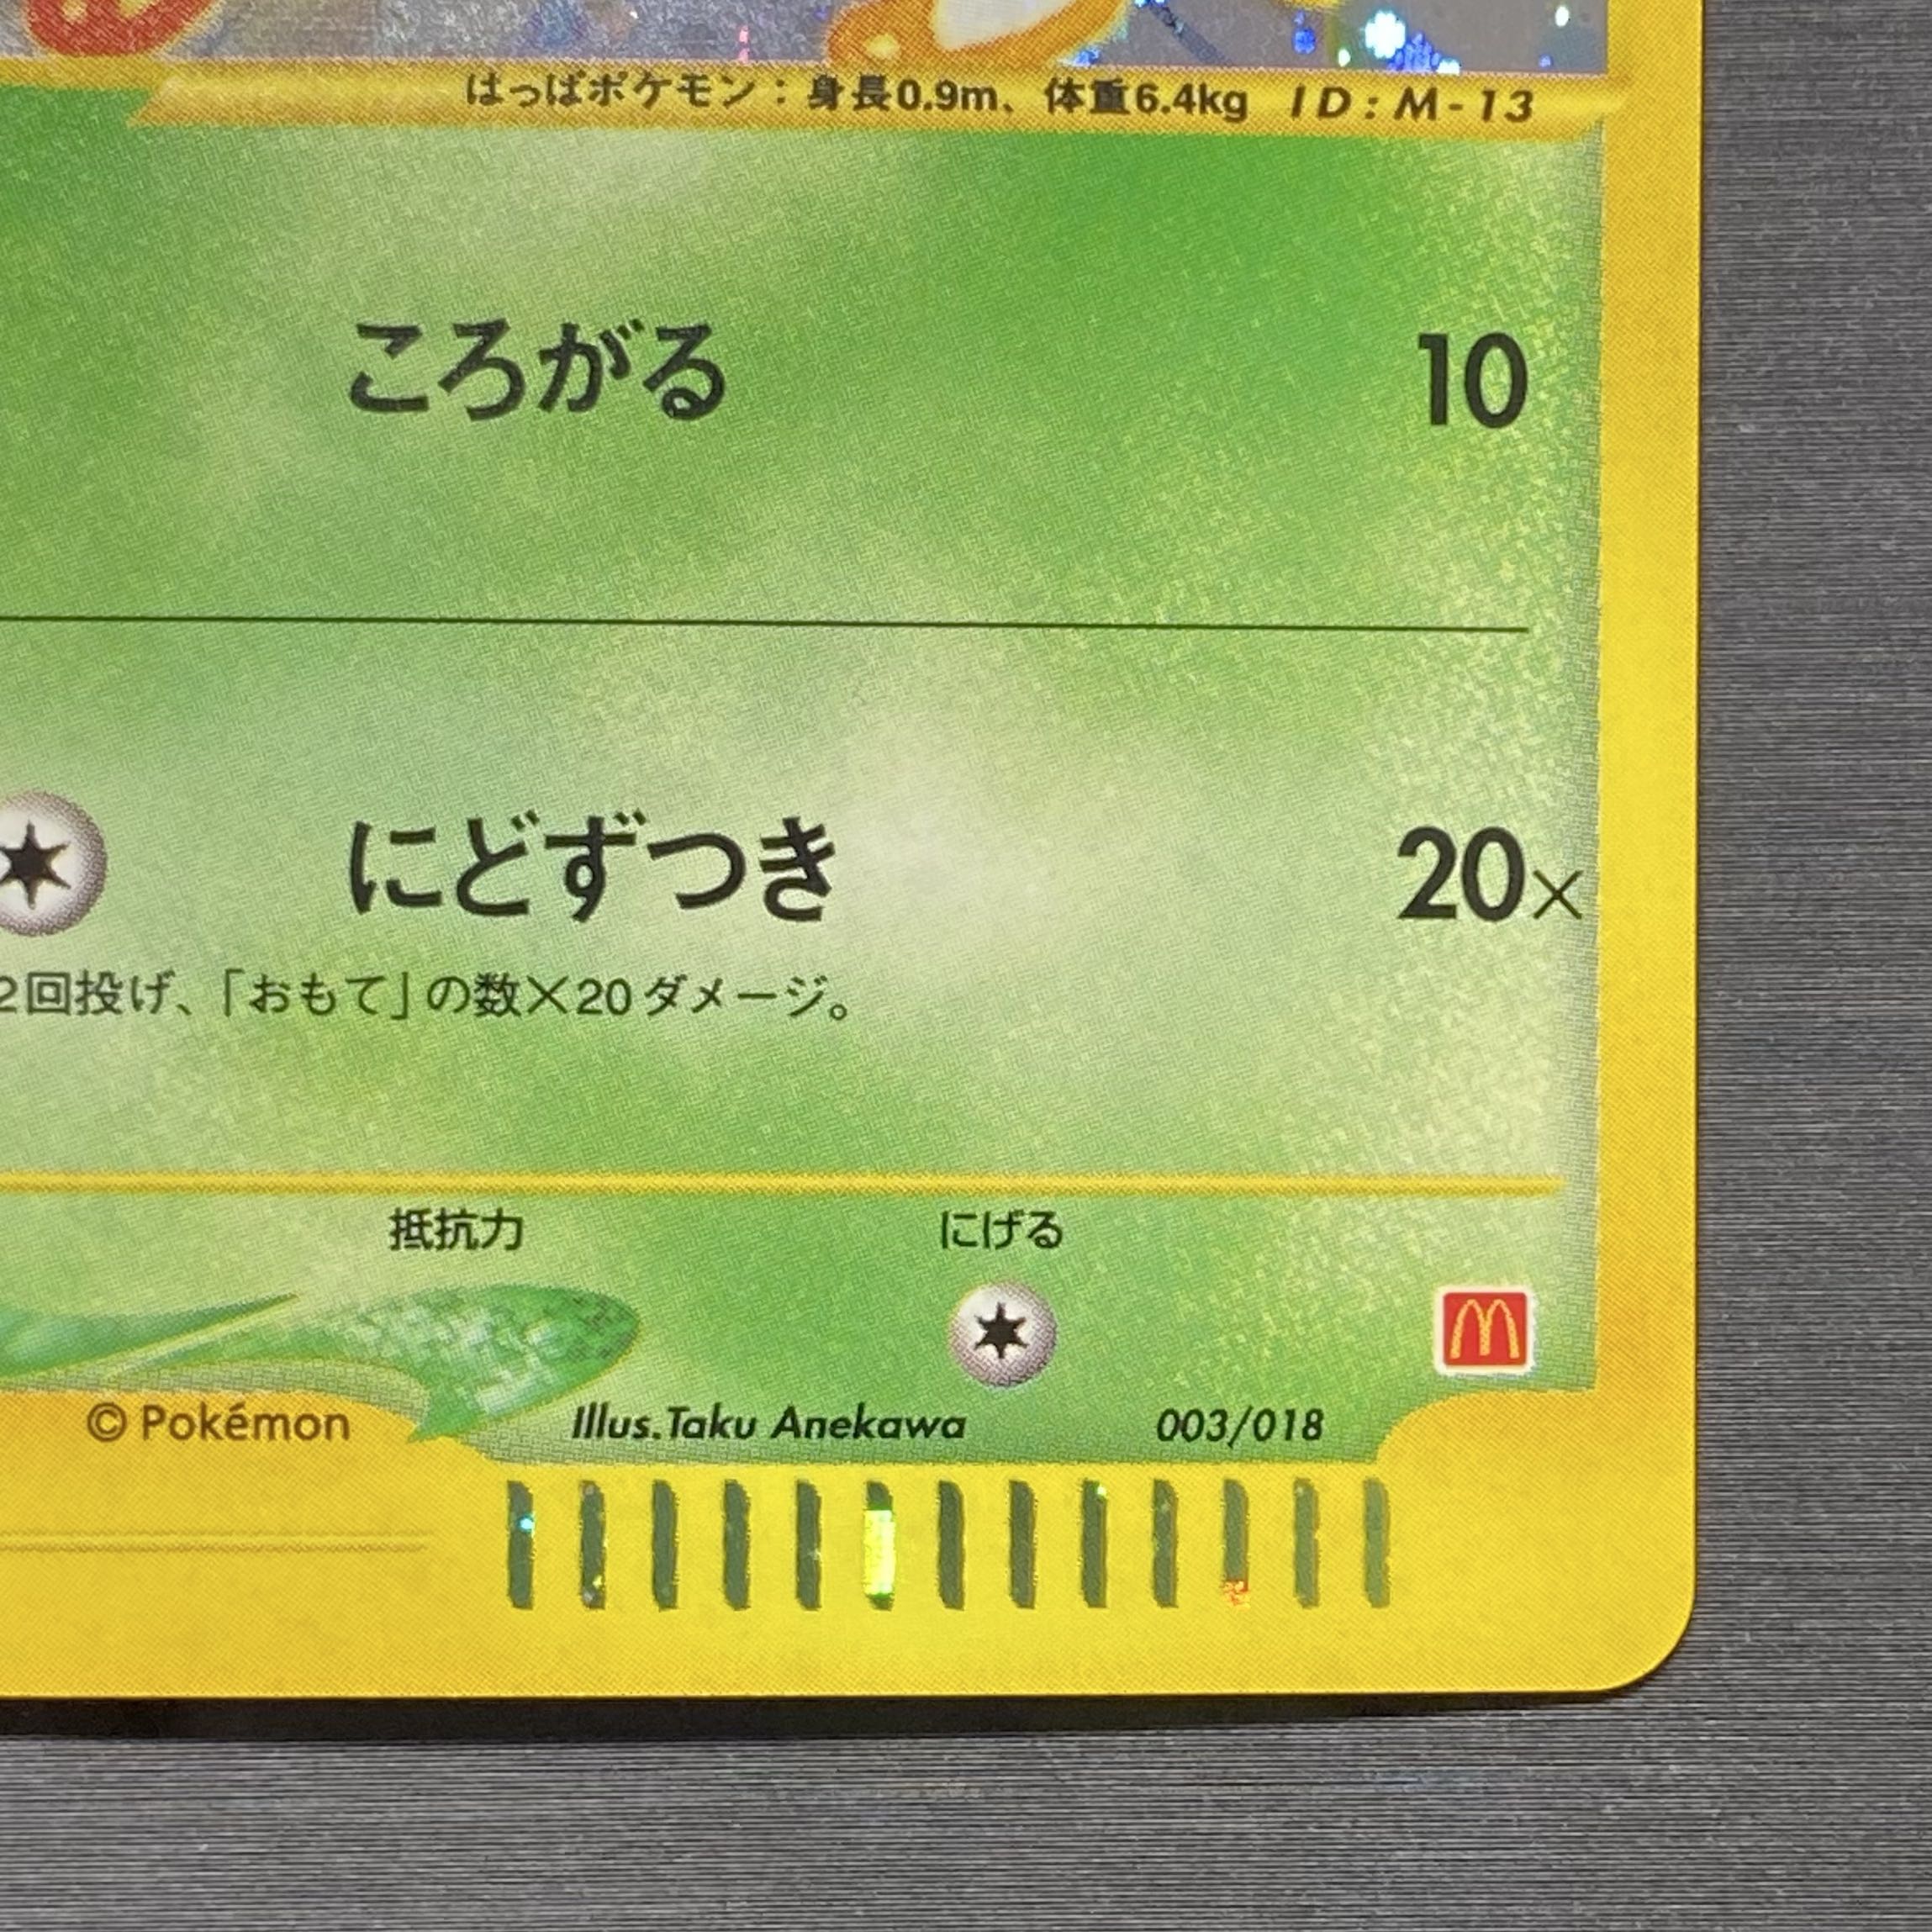 はっぱポケモン：身長0.9m、体重6.4kg ID:M-13
ころがる 10
にどずつき 20×
2回投げ、「おもて」の数×20ダメージ。
抵抗力 にげる
© Pokémon Illus.Taku Anekawa 003/018